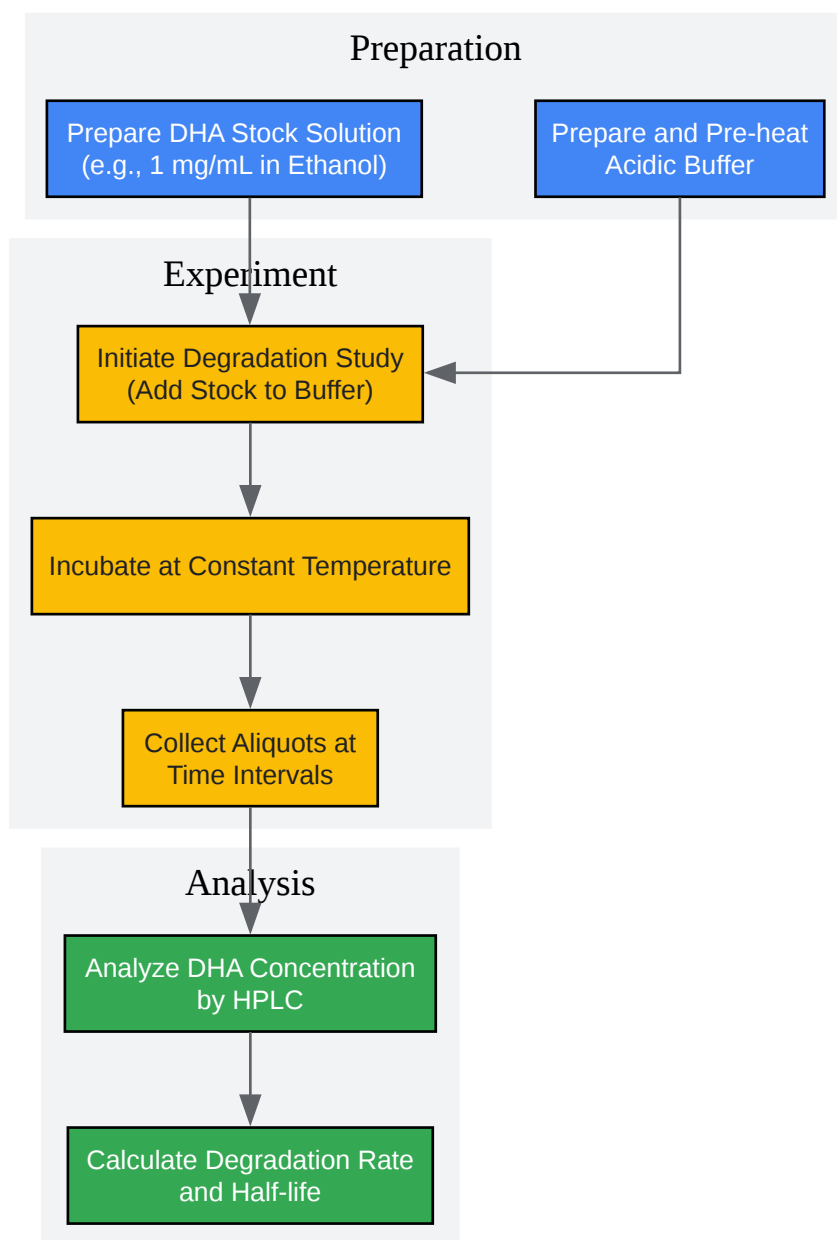 Preparation
Prepare DHA Stock Solution
(e.g., 1 mg/mL in Ethanol)
Prepare and Pre-heat
Acidic Buffer
Experiment
Initiate Degradation Study
(Add Stock to Buffer)
Incubate at Constant Temperature
Collect Aliquots at
Time Intervals
Analysis
Analyze DHA Concentration
by HPLC
Calculate Degradation Rate
and Half-life